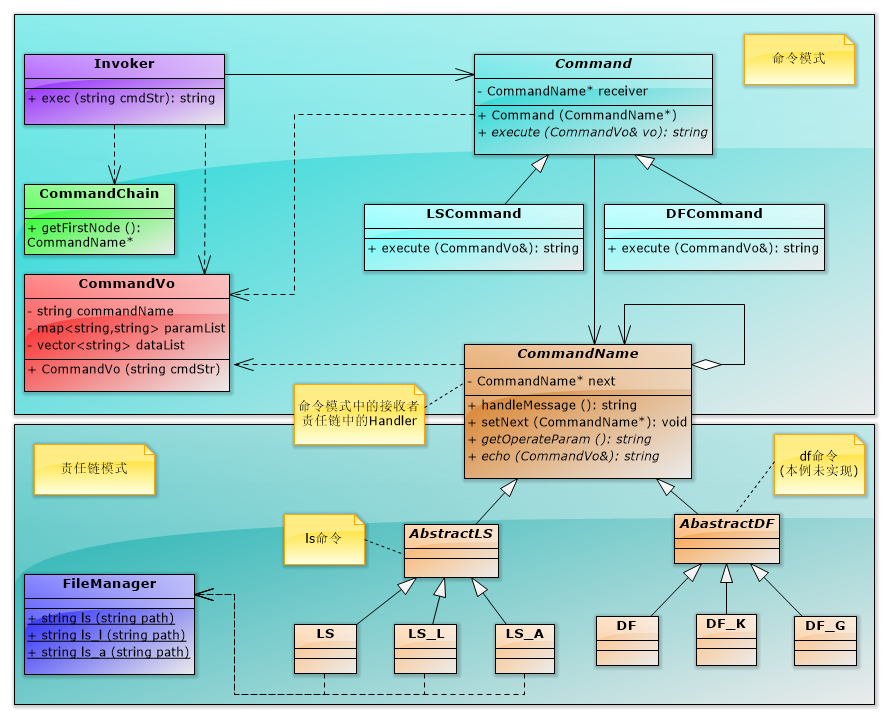 Invoker
+ exec (string cmdStr): string
Command
- CommandName* receiver
+ Command (CommandName*)
+ execute (CommandVo& vo): string
命令模式
CommandChain
+ getFirstNode ():
CommandName*
LSCommand
+ execute (CommandVo&): string
DFCommand
+ execute (CommandVo&): string
CommandVo
- string commandName
- map<string,string> paramList
- vector<string> dataList
+ CommandVo (string cmdStr)
CommandName
- CommandName* next
+ handleMessage (): string
+ setNext (CommandName*): void
+ getOperateParam (): string
+ echo (CommandVo&): string
命令模式中的接收者
责任链中的Handler
责任链模式
df命令
(本例未实现)
ls命令
AbstractLS
AbastractDF
FileManager
+ string ls (string path)
+ string ls_l (string path)
+ string ls_a (string path)
LS
LS_L
LS_A
DF
DF_K
DF_G